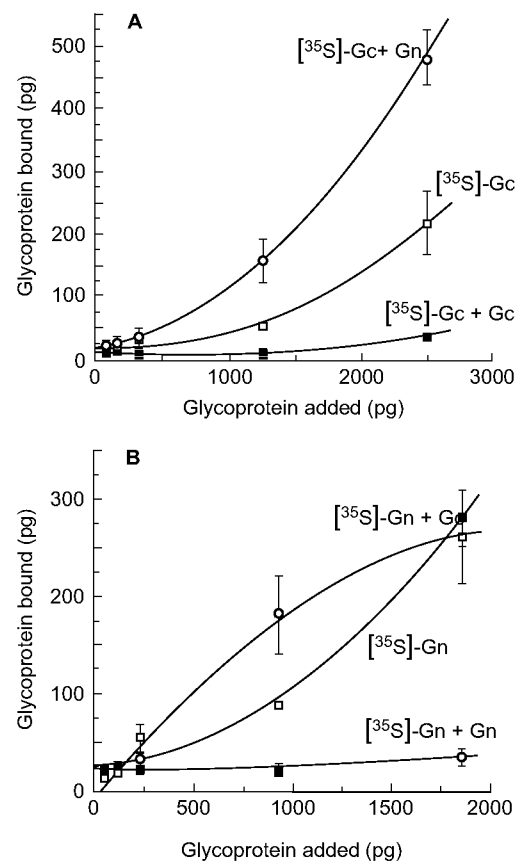 A
500
400
300
200
100
0
Glycoprotein bound (pg)
[35S]-Gc+ Gn
[35S]-Gc
[35S]-Gc + Gc
0 1000 2000 3000
Glycoprotein added (pg)
B
300
200
100
0
Glycoprotein bound (pg)
[35S]-Gn + Gc
[35S]-Gn
[35S]-Gn + Gn
0 500 1000 1500 2000
Glycoprotein added (pg)